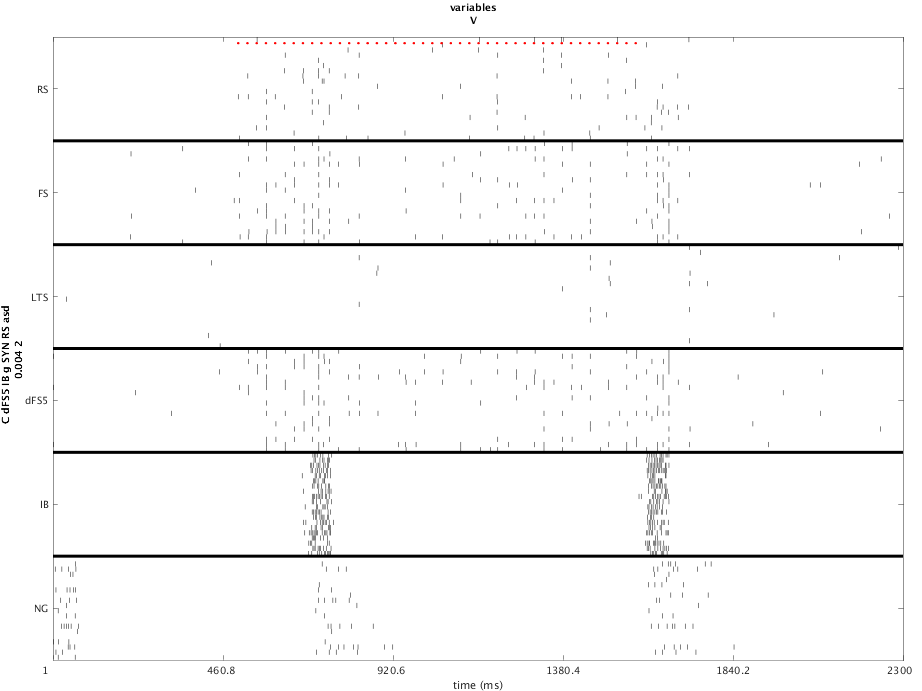 variables
V
RS
FS
LTS
dFS5
IB
NG
C dFS5 IB g SYN RS asd
0.004 2
1
460.8
920.6
1380.4
1840.2
2300
time (ms)